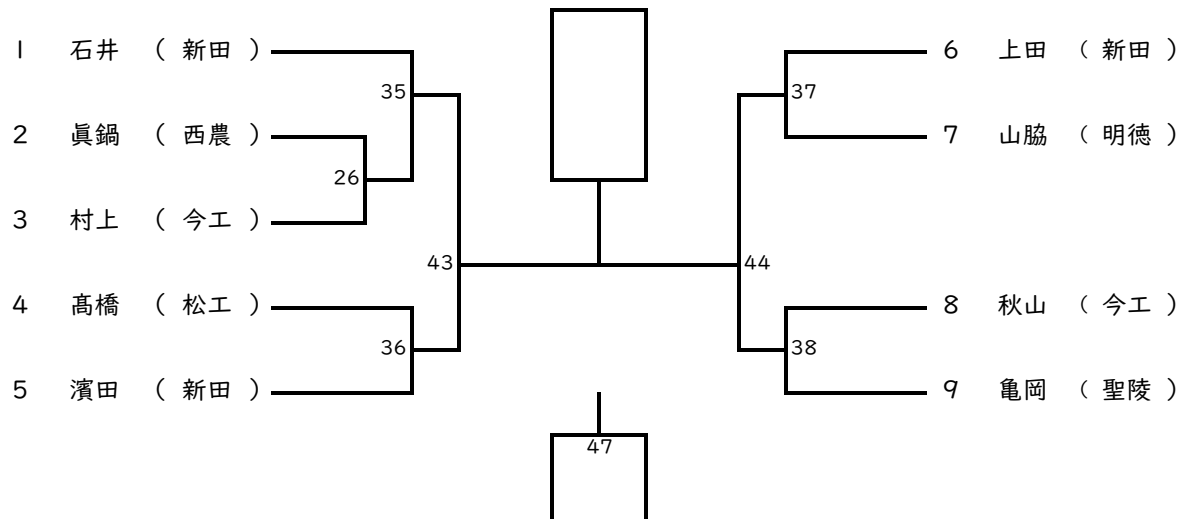 1 石井 ( 新田 )
35
2 眞鍋 ( 西農 )
26
3 村上 ( 今工 )
43
4 髙橋 ( 松工 )
36
5 濱田 ( 新田 )
6 上田 ( 新田 )
37
7 山脇 ( 明徳 )
44
8 秋山 ( 今工 )
38
9 亀岡 ( 聖陵 )
47